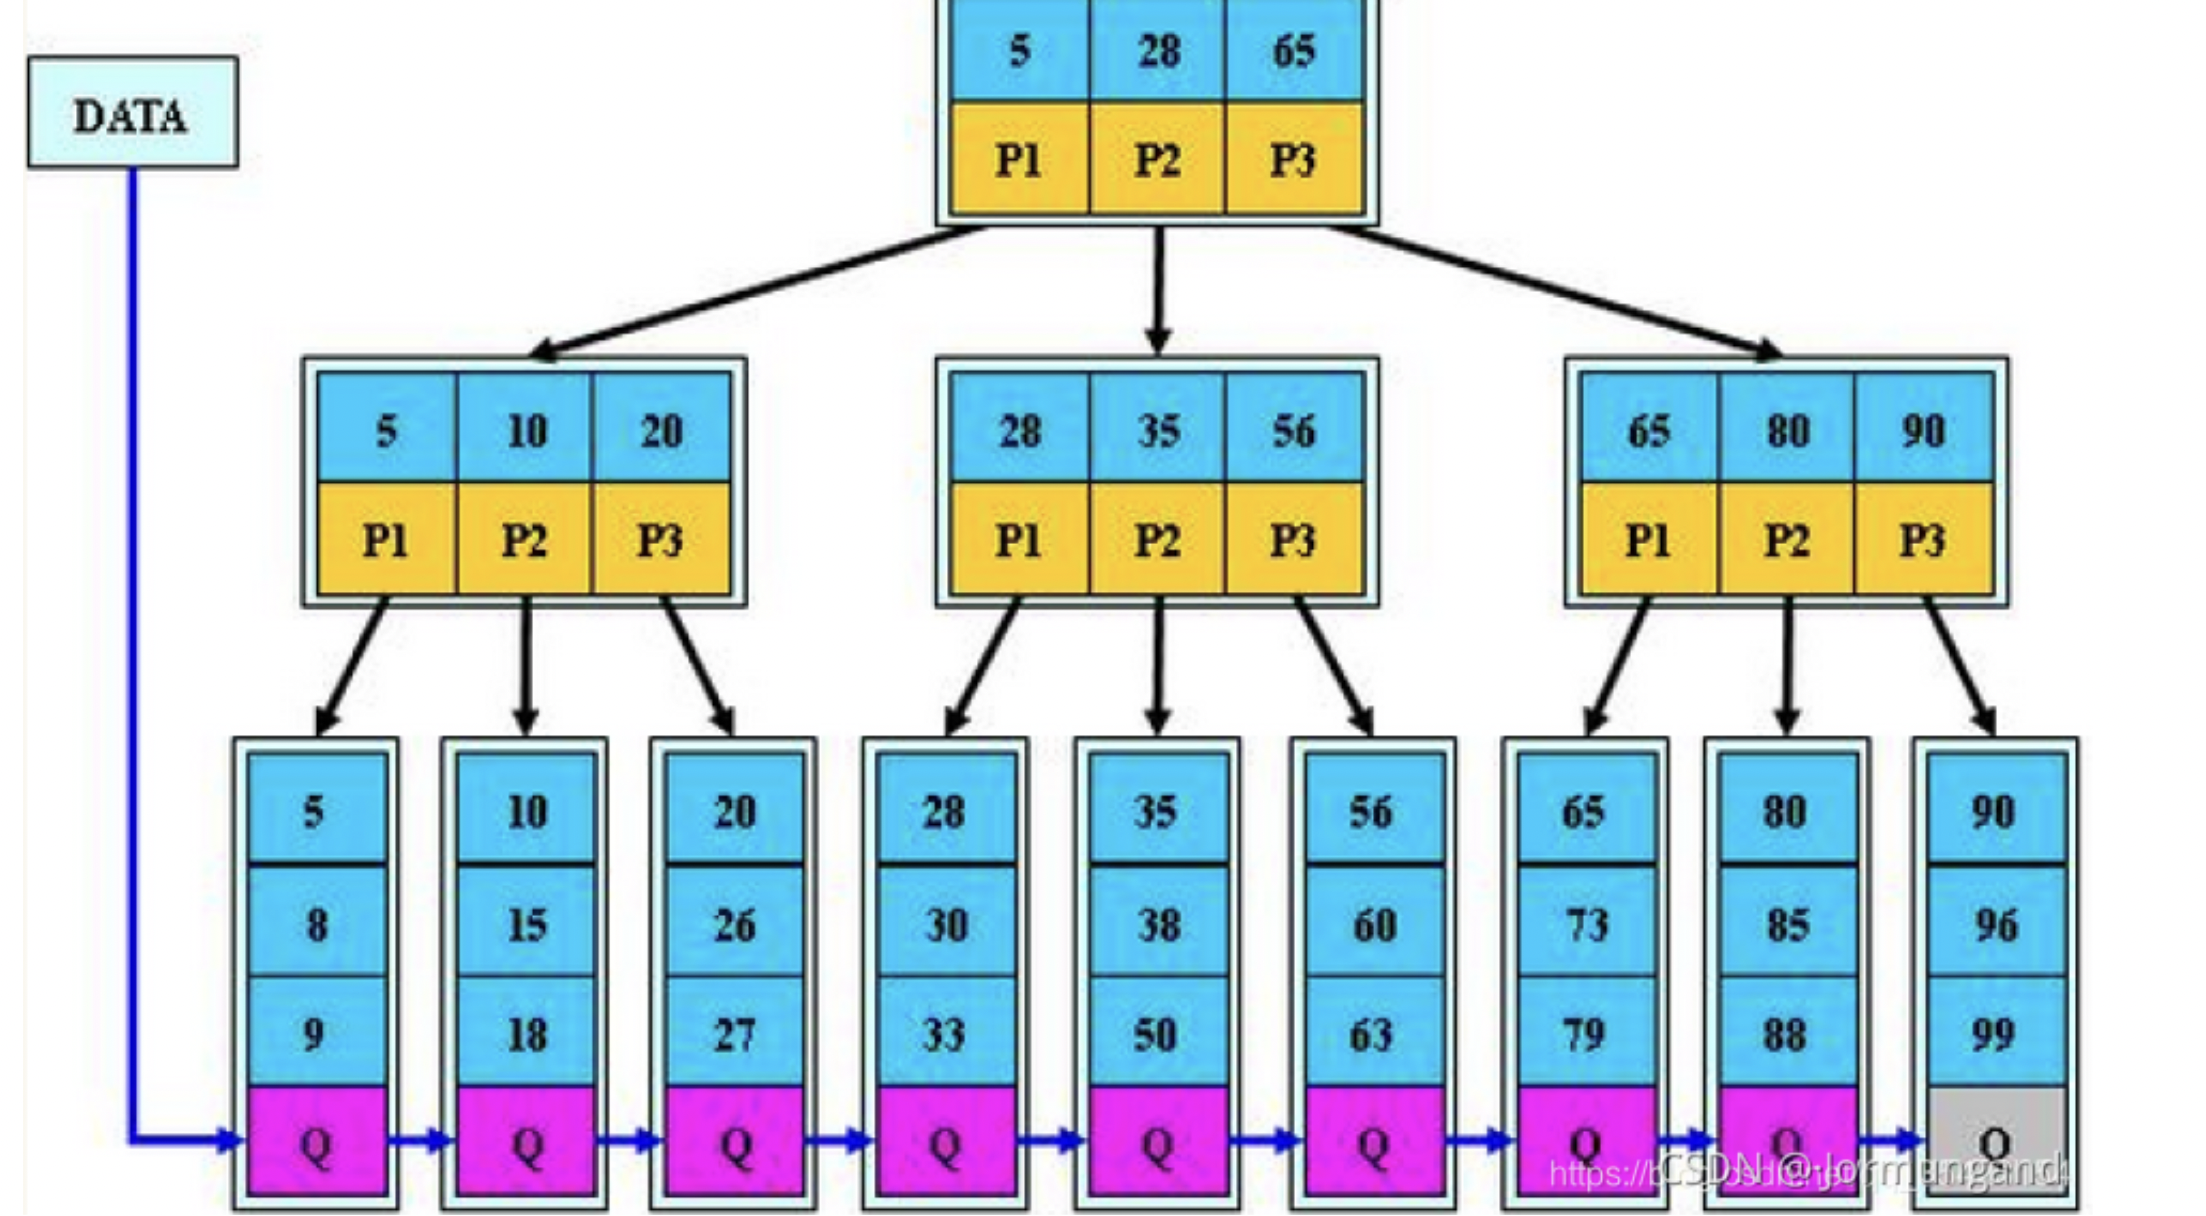 5 28 65
DATA
P1 P2 P3
5 10 20 28 35 56 65 80 90
P1 P2 P3 P1 P2 P3 P1 P2 P3
5 10 20 28 35 56 65 80 90
8 15 26 30 38 60 73 85 96
9 18 27 33 50 63 79 88 99
Q Q Q Q Q Q Q Q Q
CSDN @Jormungand